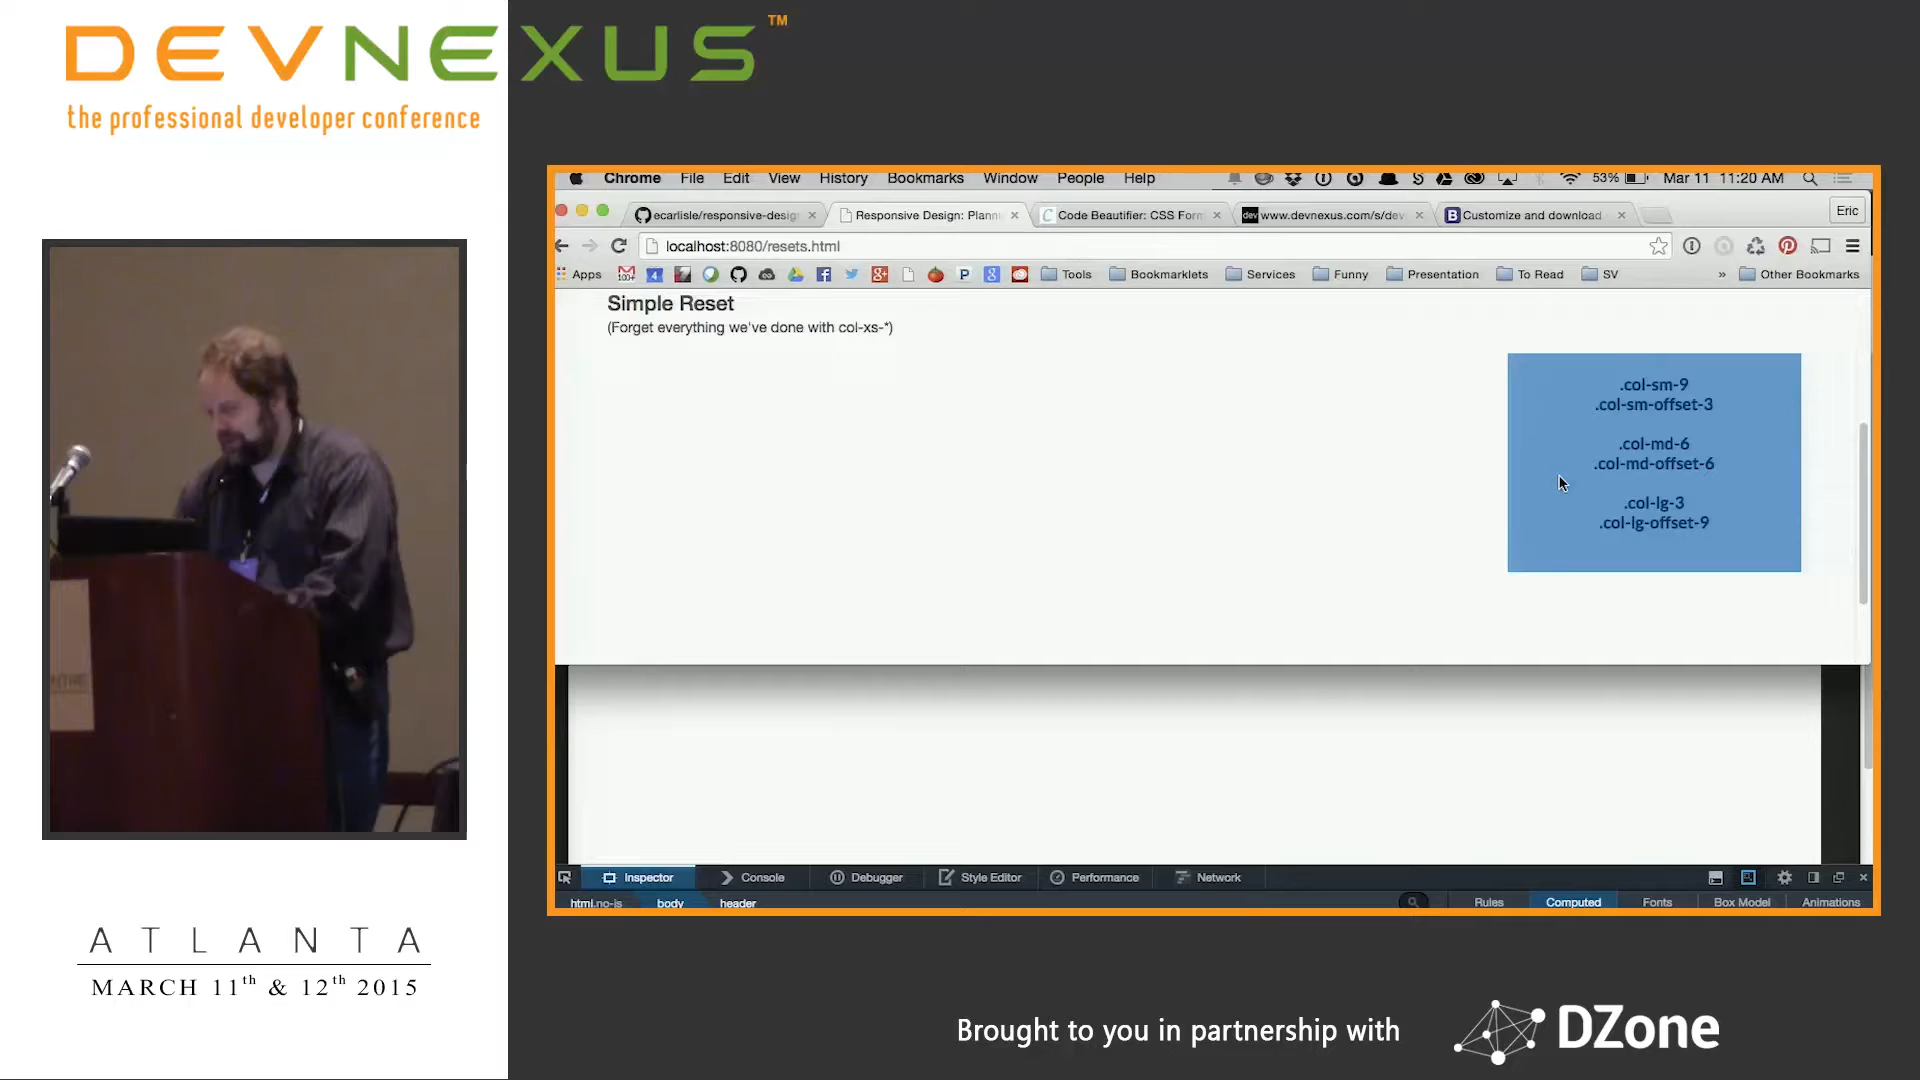 DEVNEXUS™
the professional developer conference
Chrome File Edit View History Bookmarks Window People Help 53% Mar 11 11:20 AM
ecarlisle/responsive-desig
Responsive Design: Plann
Code Beautifier: CSS Form
www.devnexus.com/s/dev
Customize and download
Eric
localhost:8080/resets.html
Apps Tools Bookmarklets Services Funny Presentation To Read SV » Other Bookmarks
Simple Reset
(Forget everything we've done with col-xs-*)
.col-sm-9
.col-sm-offset-3
.col-md-6
.col-md-offset-6
.col-lg-3
.col-lg-offset-9
Inspector Console Debugger Style Editor Performance Network
html.no-js body header Rules Computed Fonts Box Model Animations
ATLANTA
MARCH 11th & 12th 2015
Brought to you in partnership with
DZone